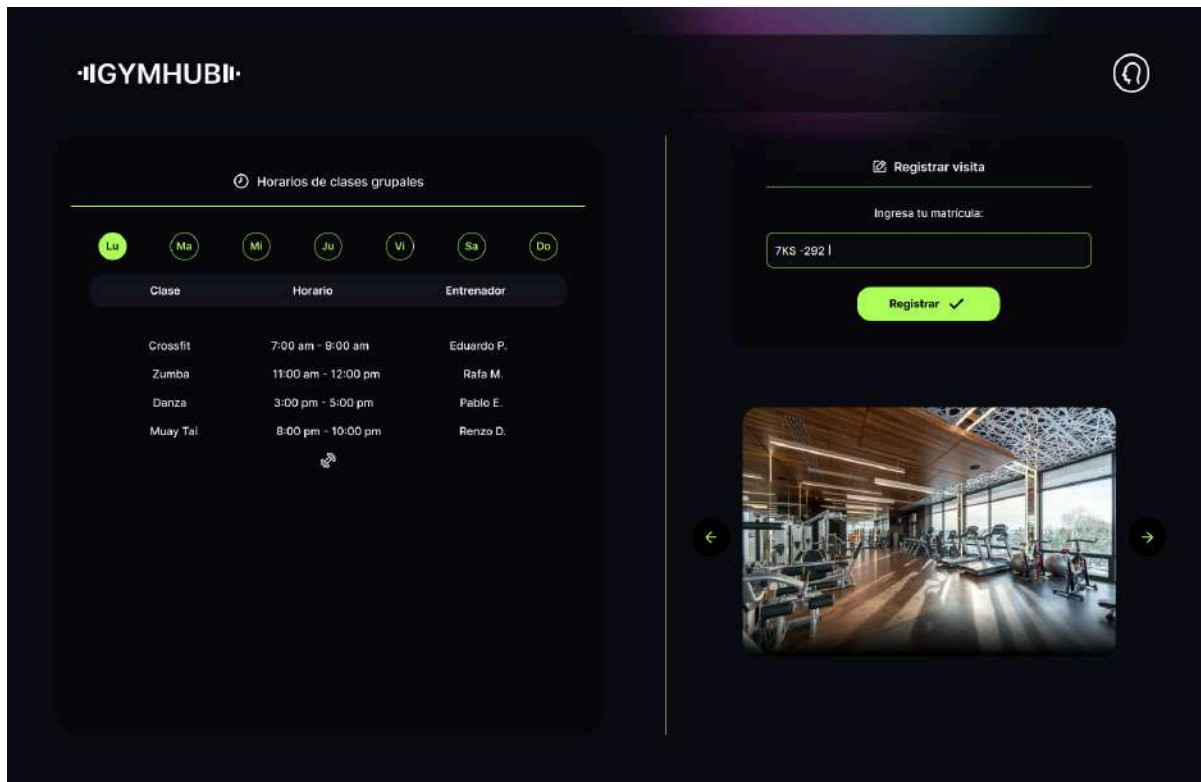 GYMHUB
Horarios de clases grupales
Lu Ma Mi Ju Vi Sa Do
Clase Horario Entrenador
Crossfit 7:00 am - 9:00 am Eduardo P.
Zumba 11:00 am - 12:00 pm Rafa M.
Danza 3:00 pm - 5:00 pm Pablo E.
Muay Tai 8:00 pm - 10:00 pm Renzo D.
Registrar visita
Ingresa tu matrícula:
7KS -292
Registrar